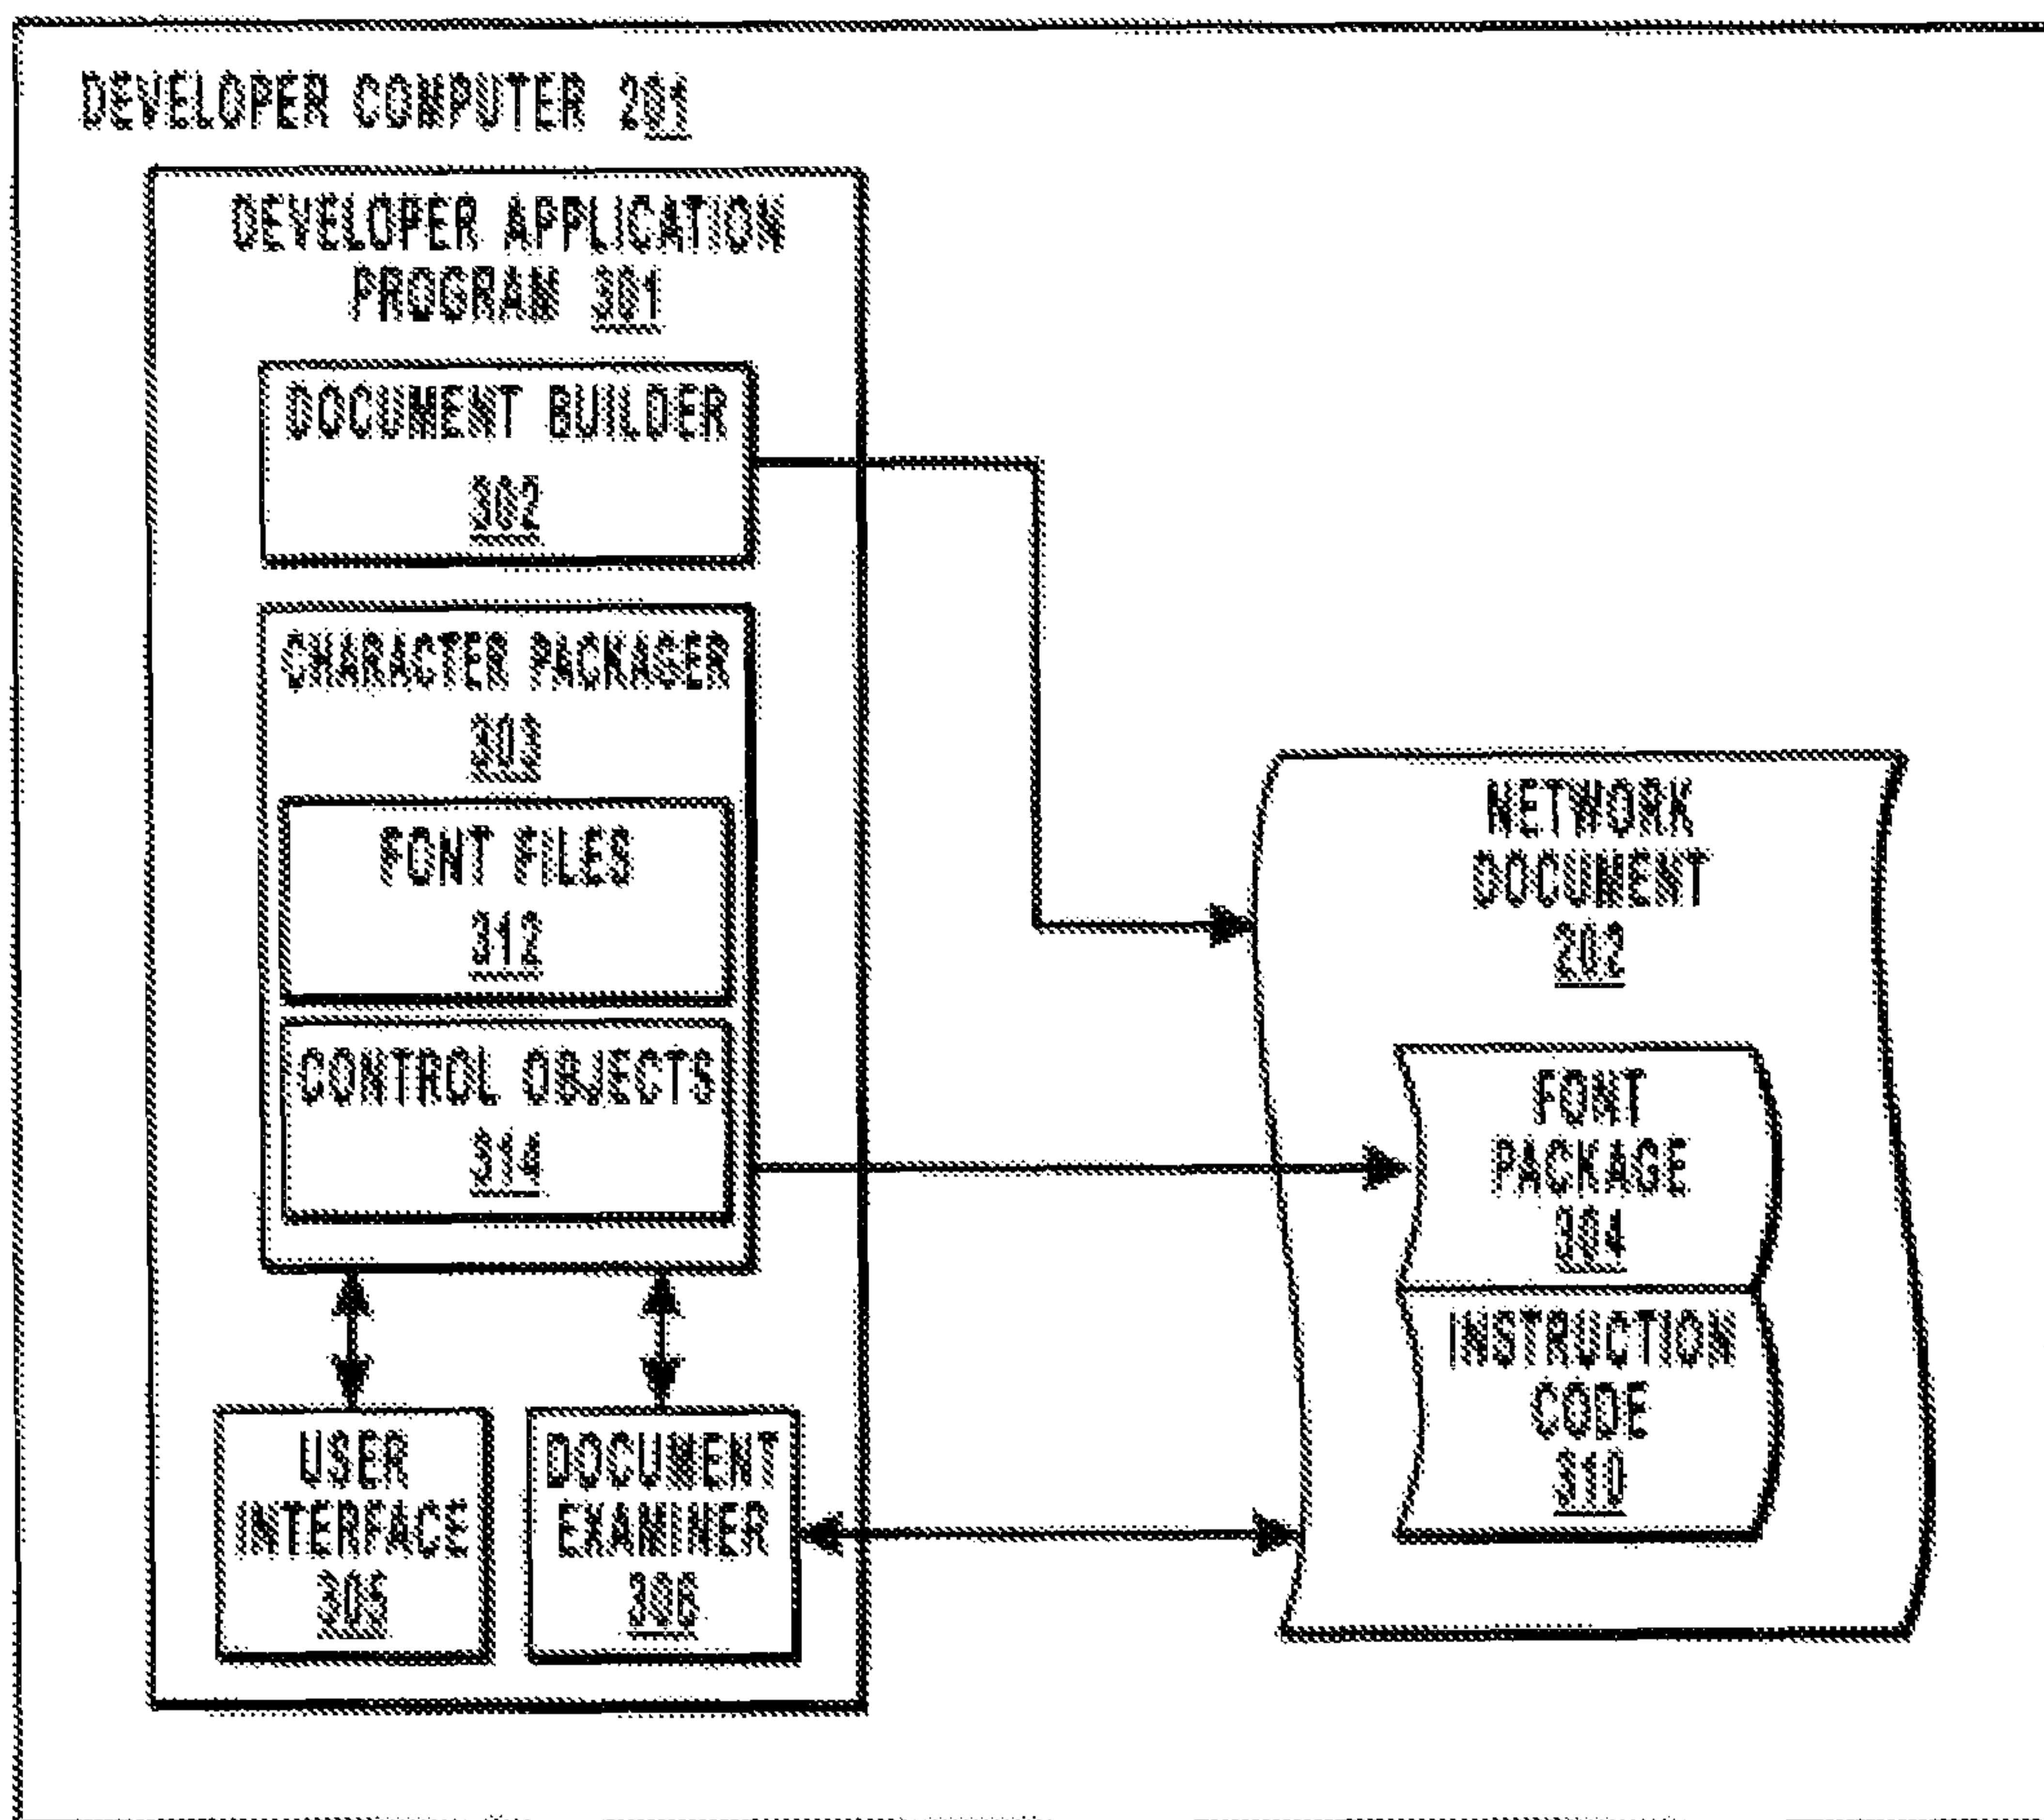 DEVELOPER COMPUTER 201
DEVELOPER APPLICATION
PROGRAM 301
DOCUMENT BUILDER
302
CHARACTER PACKAGER
303
FONT FILES
312
CONTROL OBJECTS
314
USER
INTERFACE
305
DOCUMENT
EXAMINER
306
NETWORK
DOCUMENT
202
FONT
PACKAGE
304
INSTRUCTION
CODE
310